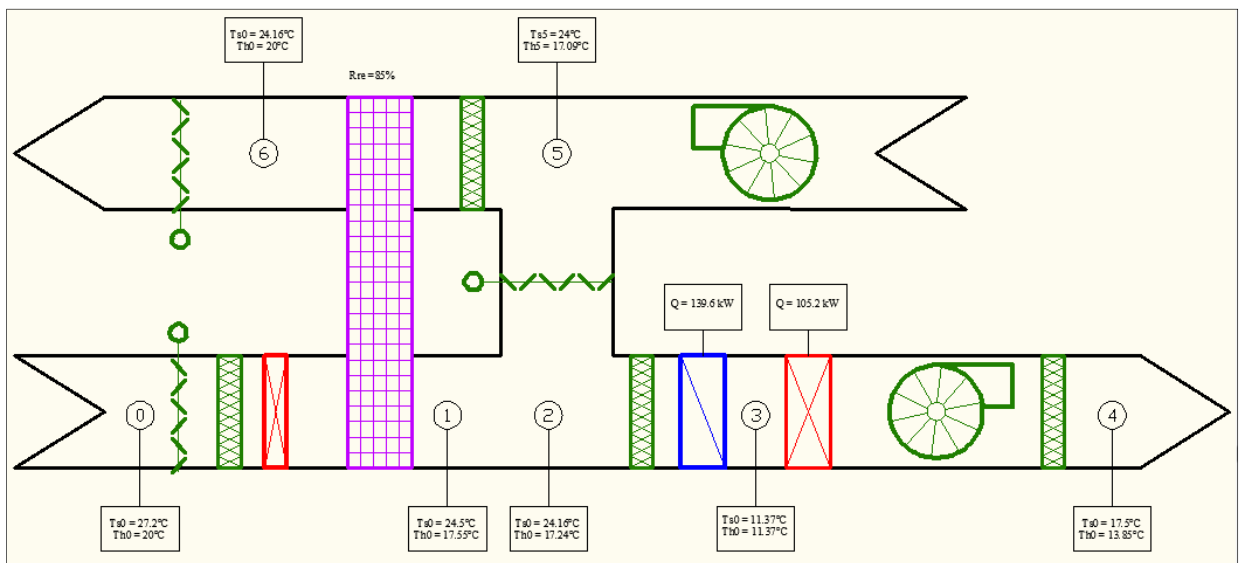 Ts0 = 24.16°C
Th0 = 20°C
Ts5 = 24°C
Th5 = 17.09°C
Rre = 85%
6
5
Q = 139.6 kW
Q = 105.2 kW
0
1
2
3
4
Ts0 = 27.2°C
Th0 = 20°C
Ts0 = 24.5°C
Th0 = 17.55°C
Ts0 = 24.16°C
Th0 = 17.24°C
Ts0 = 11.37°C
Th0 = 11.37°C
Ts0 = 17.5°C
Th0 = 13.85°C